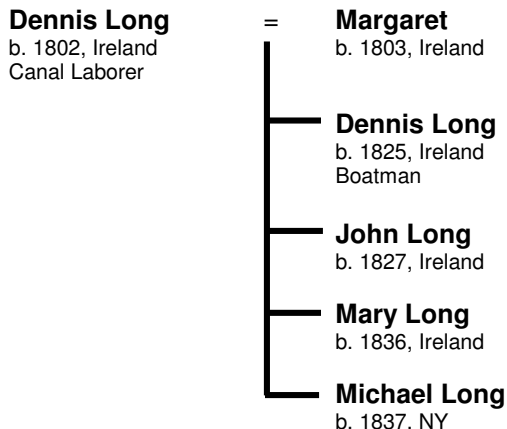 Dennis Long = Margaret
b. 1802, Ireland b. 1803, Ireland
Canal Laborer
Dennis Long
b. 1825, Ireland
Boatman
John Long
b. 1827, Ireland
Mary Long
b. 1836, Ireland
Michael Long
b. 1837, NY